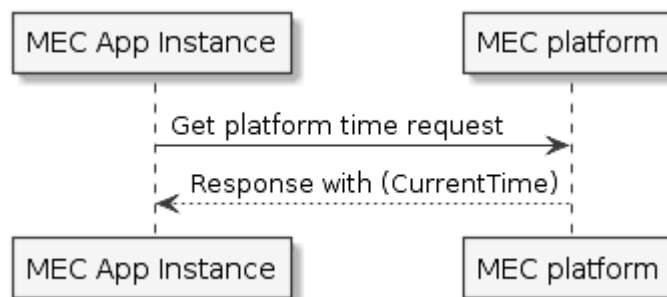 MEC App Instance
MEC platform
Get platform time request
Response with (CurrentTime)
MEC App Instance
MEC platform